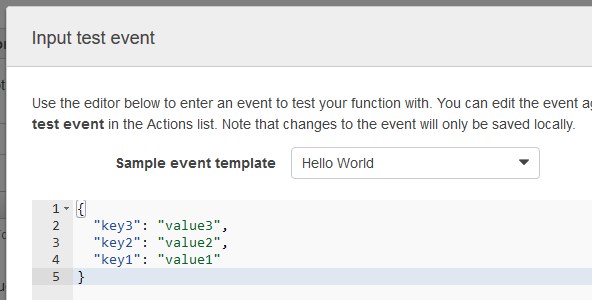 Input test event
Use the editor below to enter an event to test your function with. You can edit the event
test event in the Actions list. Note that changes to the event will only be saved locally.
Sample event template Hello World
1 {
2 "key3": "value3",
3 "key2": "value2",
4 "key1": "value1"
5 }